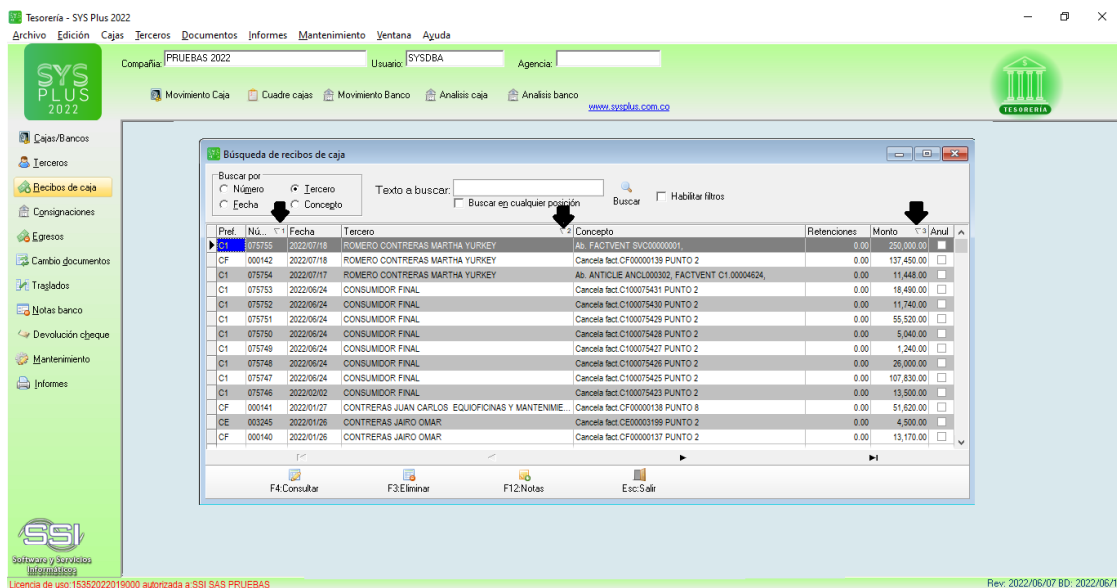 Tesorería - SYS Plus 2022
Archivo Edición Cajas Terceros Documentos Informes Mantenimiento Ventana Ayuda
SYS PLUS 2022
Compañia: PRUEBAS 2022 Usuario: SYSDBA Agencia:
Movimiento Caja Cuadre cajas Movimiento Banco Analisis caja Analisis banco
www.sysplus.com.co
TESORERÍA
Cajas/Bancos
Terceros
Recibos de caja
Consignaciones
Egresos
Cambio documentos
Traslados
Notas banco
Devolución cheque
Mantenimiento
Informes
Búsqueda de recibos de caja
Buscar por
Número Tercero
Fecha Concepto
Texto a buscar:
Buscar en cualquier posición
Buscar
Habilitar filtros
Pref. Nú... 1 Fecha Tercero 2 Concepto Retenciones Monto 3 Anul
C1 075755 2022/07/18 ROMERO CONTRERAS MARTHA YURKEY Ab. FACTVENT SVC00000001, 0.00 250,000.00
CF 000142 2022/07/18 ROMERO CONTRERAS MARTHA YURKEY Cancela fact.CF00000139 PUNTO 2 0.00 137,450.00
C1 075754 2022/07/17 ROMERO CONTRERAS MARTHA YURKEY Ab. ANTICLIE ANCL000302, FACTVENT C1.00004624, 0.00 11,448.00
C1 075753 2022/06/24 CONSUMIDOR FINAL Cancela fact.C100075431 PUNTO 2 0.00 18,490.00
C1 075752 2022/06/24 CONSUMIDOR FINAL Cancela fact.C100075430 PUNTO 2 0.00 11,740.00
C1 075751 2022/06/24 CONSUMIDOR FINAL Cancela fact.C100075429 PUNTO 2 0.00 55,520.00
C1 075750 2022/06/24 CONSUMIDOR FINAL Cancela fact.C100075428 PUNTO 2 0.00 5,040.00
C1 075749 2022/06/24 CONSUMIDOR FINAL Cancela fact.C100075427 PUNTO 2 0.00 1,240.00
C1 075748 2022/06/24 CONSUMIDOR FINAL Cancela fact.C100075426 PUNTO 2 0.00 26,000.00
C1 075747 2022/06/24 CONSUMIDOR FINAL Cancela fact.C100075425 PUNTO 2 0.00 107,830.00
C1 075746 2022/02/02 CONSUMIDOR FINAL Cancela fact.C100075423 PUNTO 2 0.00 13,500.00
CF 000141 2022/01/27 CONTRERAS JUAN CARLOS EQUIOFICINAS Y MANTENIMIE... Cancela fact.CF00000138 PUNTO 8 0.00 51,620.00
CE 003245 2022/01/26 CONTRERAS JAIRO OMAR Cancela fact.CE00003199 PUNTO 2 0.00 4,500.00
CF 000140 2022/01/26 CONTRERAS JAIRO OMAR Cancela fact.CF00000137 PUNTO 2 0.00 13,170.00
F4:Consultar F3:Eliminar F12:Notas Esc:Salir
SSI
Software y Servicios
Informáticos
Licencia de uso:15352022019000 autorizada a:SSI SAS PRUEBAS
Rev: 2022/06/07 BD: 2022/06/1